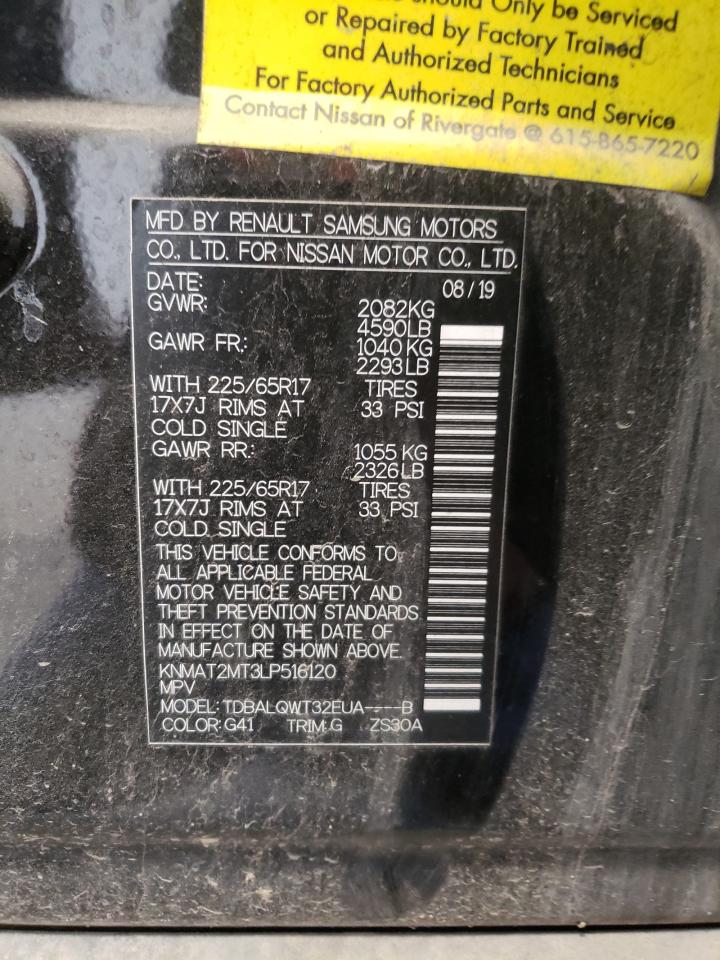 should Only be Serviced
or Repaired by Factory Trained
and Authorized Technicians
For Factory Authorized Parts and Service
Contact Nissan of Rivergate @ 615-865-7220
MFD BY RENAULT SAMSUNG MOTORS
CO., LTD. FOR NISSAN MOTOR CO., LTD.
DATE: 08 / 19
GVWR: 2082KG
4590LB
GAWR FR,: 1040 KG
2293LB
WITH 225/65R17 TIRES
17X7J RIMS AT 33 PSI
COLD SINGLE
GAWR RR.: 1055 KG
2326LB
WITH 225/65R17 TIRES
17X7J RIMS AT 33 PSI
COLD SINGLE
THIS VEHICLE CONFORMS TO
ALL APPLICABLE FEDERAL
MOTOR VEHICLE SAFETY AND
THEFT PREVENTION STANDARDS
IN EFFECT ON THE DATE OF
MANUFACTURE SHOWN ABOVE.
KNMAT2MT3LP516120
MPV
MODEL: TDBALQWT32EUA----B
COLOR: G41 TRIM: G ZS30A